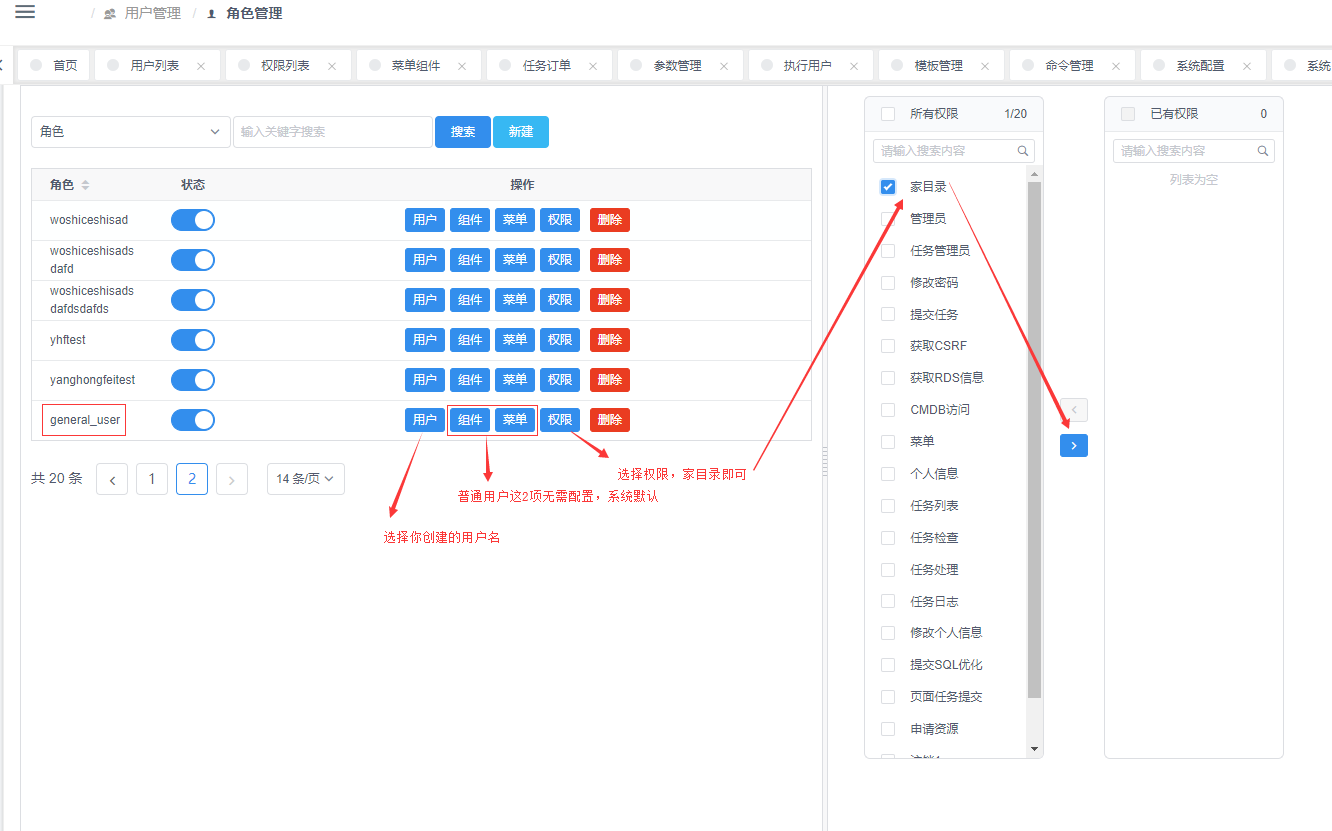 / 用户管理 / 角色管理
首页 用户列表 权限列表 菜单组件 任务订单 参数管理 执行用户 模板管理 命令管理 系统配置 系统
角色 输入关键字搜索 搜索 新建
角色 状态 操作
woshiceshisad 用户 组件 菜单 权限 删除
woshiceshisads
dafd 用户 组件 菜单 权限 删除
woshiceshisads
dafdsdafds 用户 组件 菜单 权限 删除
yhftest 用户 组件 菜单 权限 删除
yanghongfeitest 用户 组件 菜单 权限 删除
general_user 用户 组件 菜单 权限 删除
共 20 条 1 2 14 条/页
选择权限，家目录即可
普通用户这2项无需配置，系统默认
选择你创建的用户名
所有权限 1/20
请输入搜索内容
家目录
管理员
任务管理员
修改密码
提交任务
获取CSRF
获取RDS信息
CMDB访问
菜单
个人信息
任务列表
任务检查
任务处理
任务日志
修改个人信息
提交SQL优化
页面任务提交
申请资源
已有权限 0
请输入搜索内容
列表为空